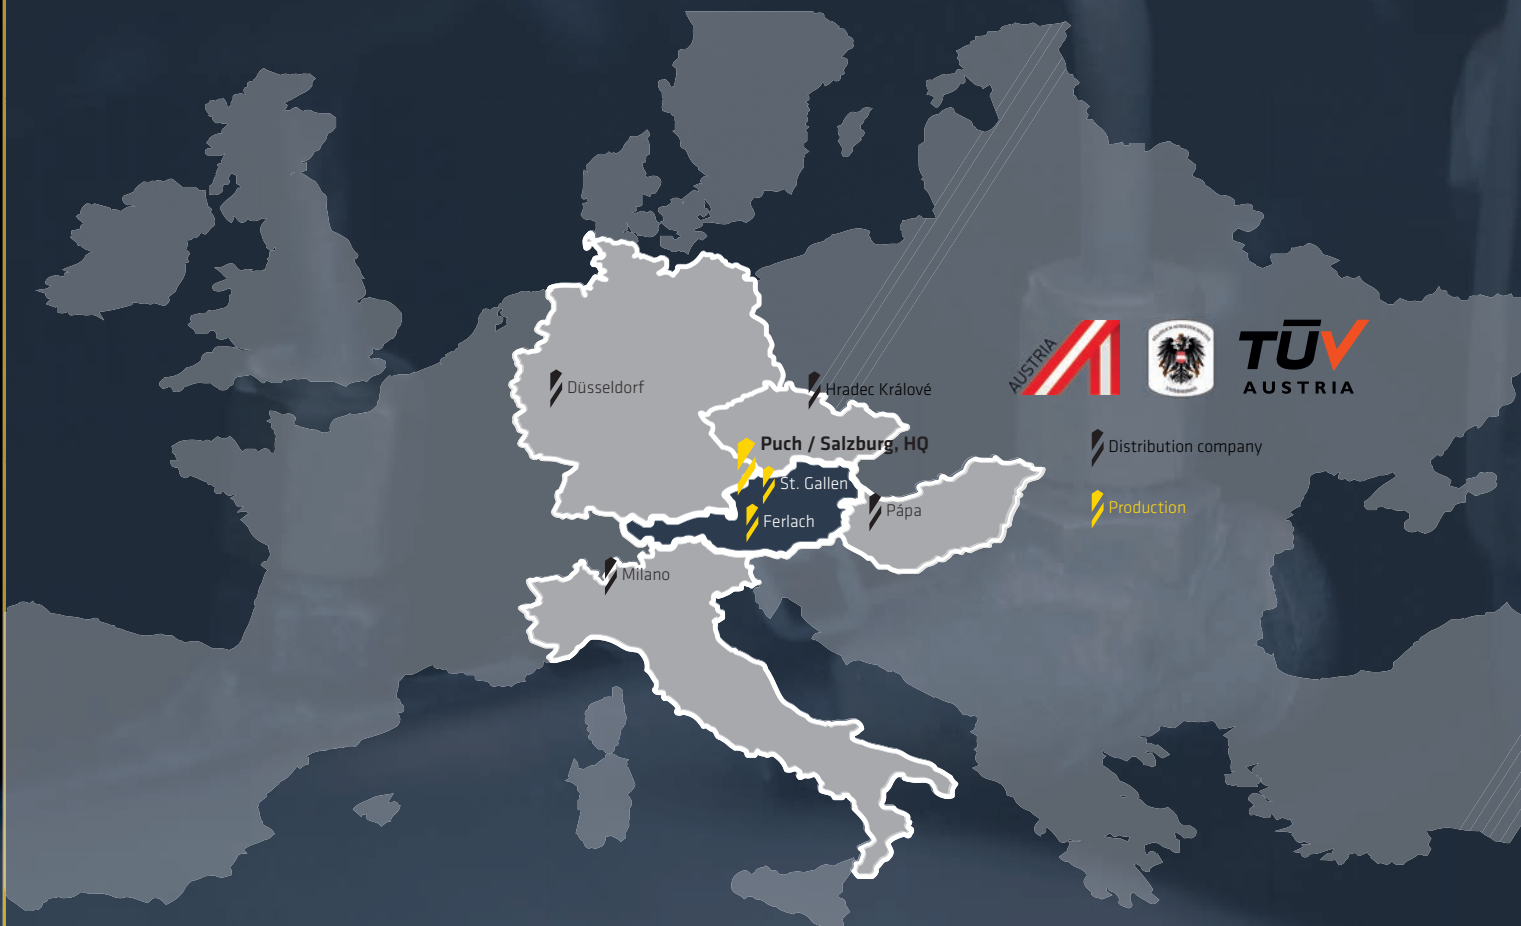 AUSTRIA
TÜV
AUSTRIA
Düsseldorf
Hradec Králové
Puch / Salzburg, HQ
Distribution company
St. Gallen
Pápa
Production
Ferlach
Milano